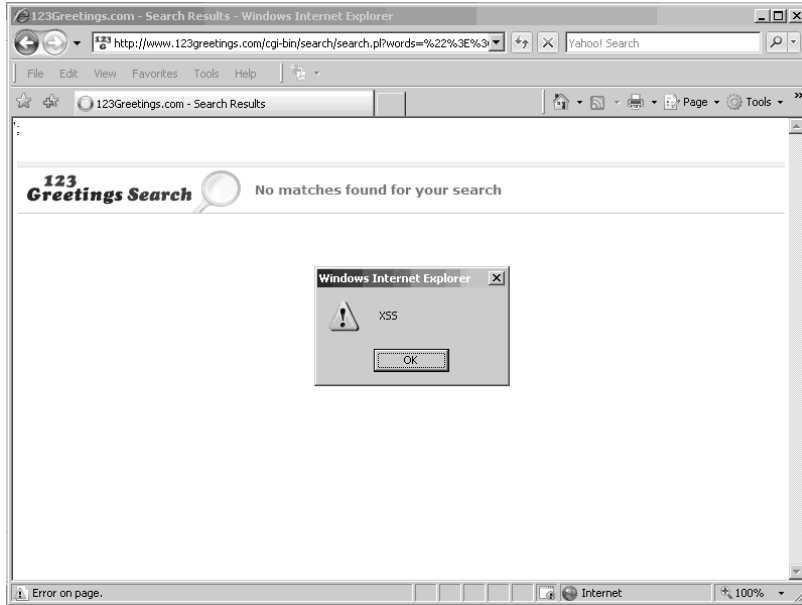 123Greetings.com - Search Results - Windows Internet Explorer
123 G http://www.123greetings.com/cgi-bin/search/search.pl?words=%22%3E%3
Yahoo! Search
File Edit View Favorites Tools Help
123Greetings.com - Search Results
Page Tools »
';
123
Greetings Search
No matches found for your search
Windows Internet Explorer
XSS
OK
Error on page.
Internet
100%